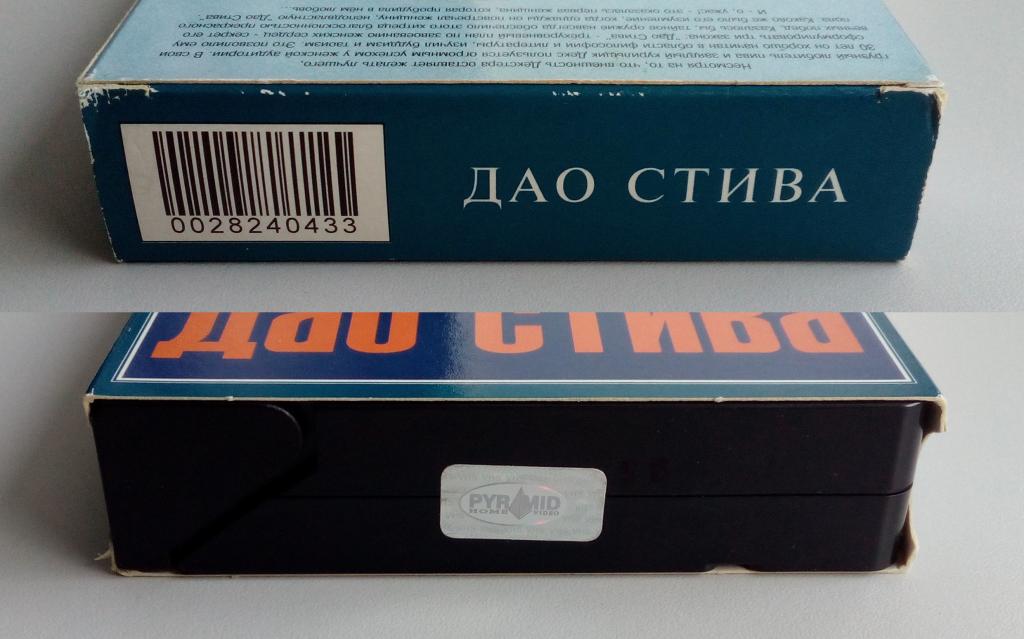 Несмотря на то, что внешность Декстера оставляет желать лучшего,
грузный любитель пива и заядлый курильщик Декс пользуется огромным успехом у женской аудитории. В свои
30 лет он хорошо начитан в области философии и литературы, изучил буддизм и таоизм. Это позволило ему
сформулировать три закона: "Дао Стива" - трехуровневый план по завоеванию женских сердец - секрет его
вечных побед. Казалось бы, тайное оружие навсегда обеспечило этого хитреца благосклонностью прекрасного
пола. Каково же было его изумление, когда однажды он повстречал женщину, неподвластную "Дао Стива".
И - о, ужас! - это оказалась первая женщина, которая пробудила в нём любовь...
0028240433
ДАО СТИВА
Дао Стива
PYRAMID
HOME VIDEO